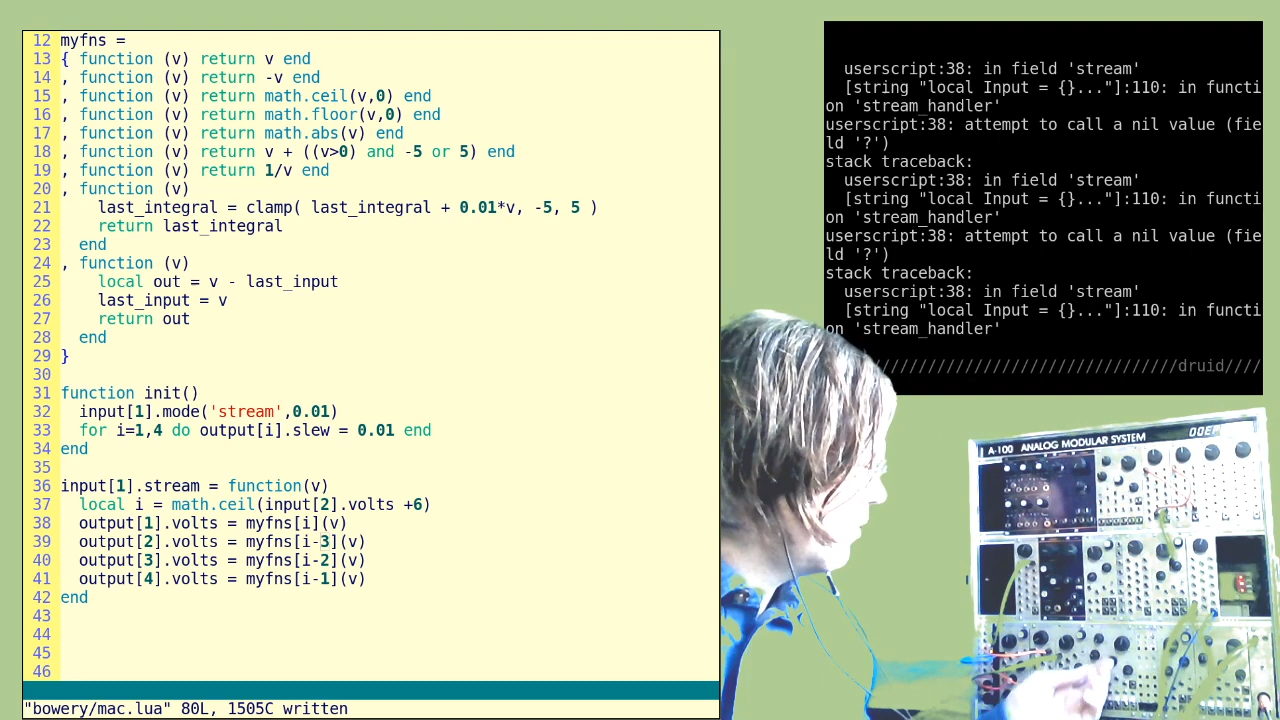 12 myfns =
13 { function (v) return v end
14 , function (v) return -v end
15 , function (v) return math.ceil(v,0) end
16 , function (v) return math.floor(v,0) end
17 , function (v) return math.abs(v) end
18 , function (v) return v + ((v>0) and -5 or 5) end
19 , function (v) return 1/v end
20 , function (v)
21     last_integral = clamp( last_integral + 0.01*v, -5, 5 )
22     return last_integral
23   end
24 , function (v)
25     local out = v - last_input
26     last_input = v
27     return out
28   end
29 }
30
31 function init()
32   input[1].mode('stream',0.01)
33   for i=1,4 do output[i].slew = 0.01 end
34 end
35
36 input[1].stream = function(v)
37   local i = math.ceil(input[2].volts +6)
38   output[1].volts = myfns[i](v)
39   output[2].volts = myfns[i-3](v)
40   output[3].volts = myfns[i-2](v)
41   output[4].volts = myfns[i-1](v)
42 end
43
44
45
46
"bowery/mac.lua" 80L, 1505C written
userscript:38: in field 'stream'
[string "local Input = {}..."]:110: in functi
on 'stream_handler'
userscript:38: attempt to call a nil value (fie
ld '?')
stack traceback:
userscript:38: in field 'stream'
[string "local Input = {}..."]:110: in functi
on 'stream_handler'
userscript:38: attempt to call a nil value (fie
ld '?')
stack traceback:
userscript:38: in field 'stream'
[string "local Input = {}..."]:110: in functi
on 'stream_handler'
/////////////////////////////////druid////
A-100 ANALOG MODULAR SYSTEM